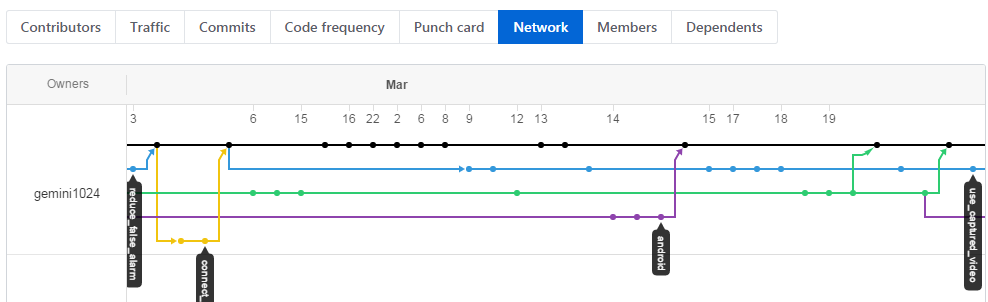 Contributors Traffic Commits Code frequency Punch card Network Members Dependents
Owners Mar
3 6 15 16 22 2 6 8 9 12 13 14 15 17 18 19
gemini1024
reduce_false_alarm
connect_
android
use_captured_video